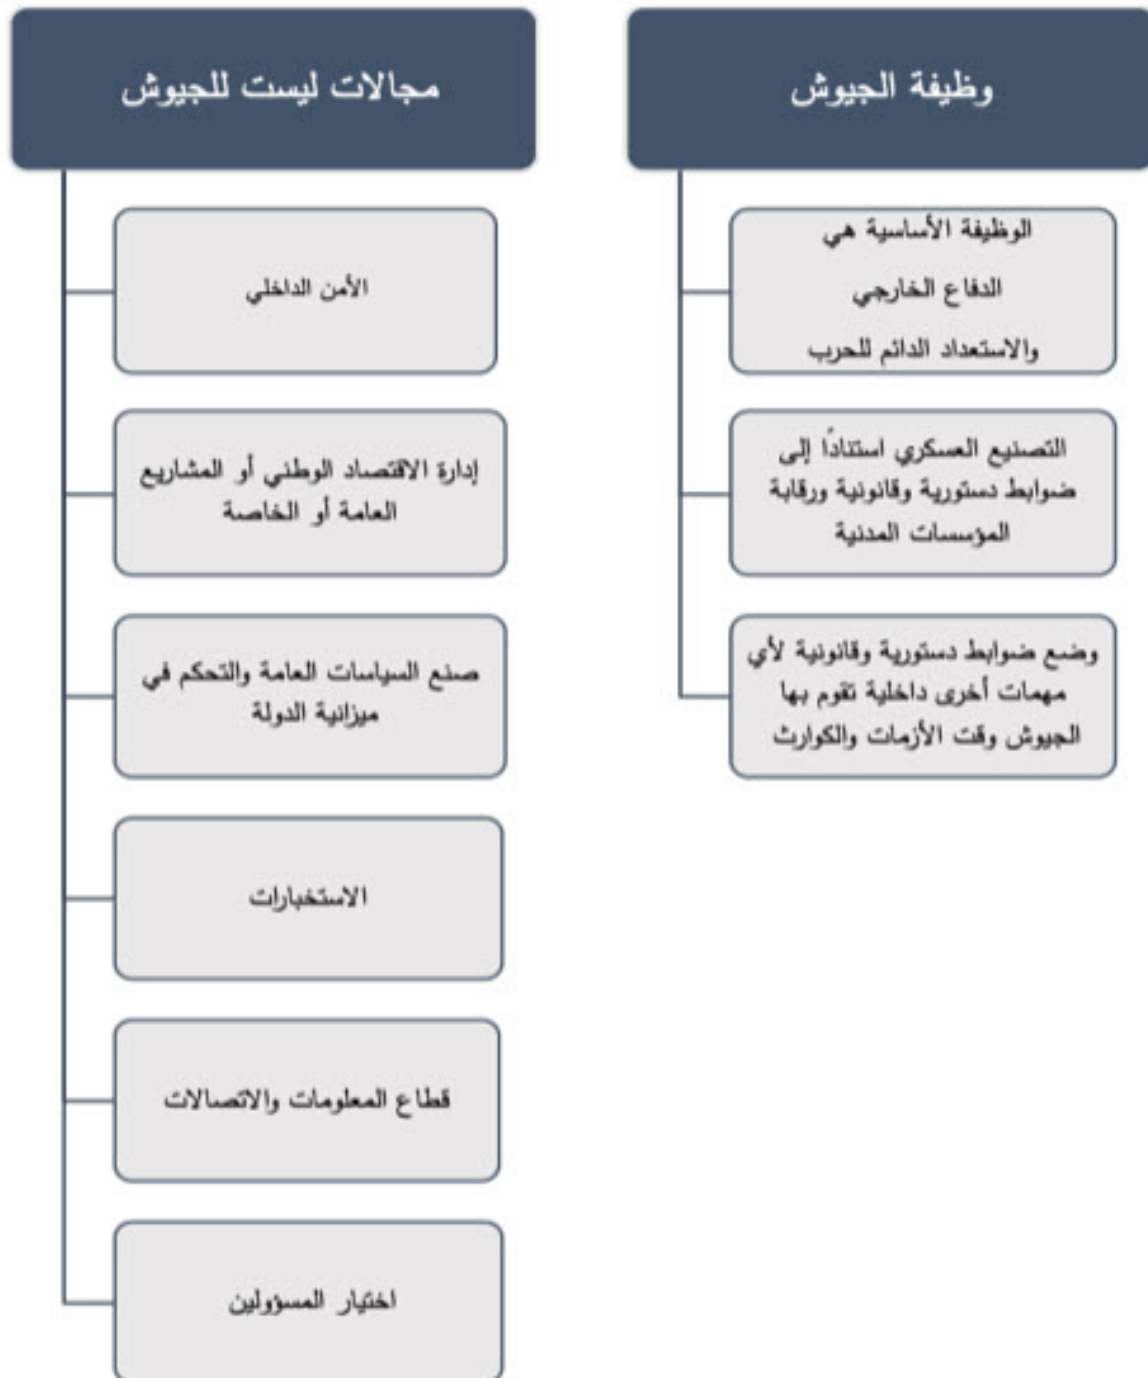 وظيفة الجيوش
الوظيفة الأساسية هي
الدفاع الخارجي
والاستعداد الدائم للحرب
التصنيع العسكري استنادًا إلى
ضوابط دستورية وقانونية ورقابة
المؤسسات المدنية
وضع ضوابط دستورية وقانونية لأي
مهمات أخرى داخلية تقوم بها
الجيوش وقت الأزمات والكوارث
مجالات ليست للجيوش
الأمن الداخلي
إدارة الاقتصاد الوطني أو المشاريع
العامة أو الخاصة
صنع السياسات العامة والتحكم في
ميزانية الدولة
الاستخبارات
قطاع المعلومات والاتصالات
اختيار المسؤولين